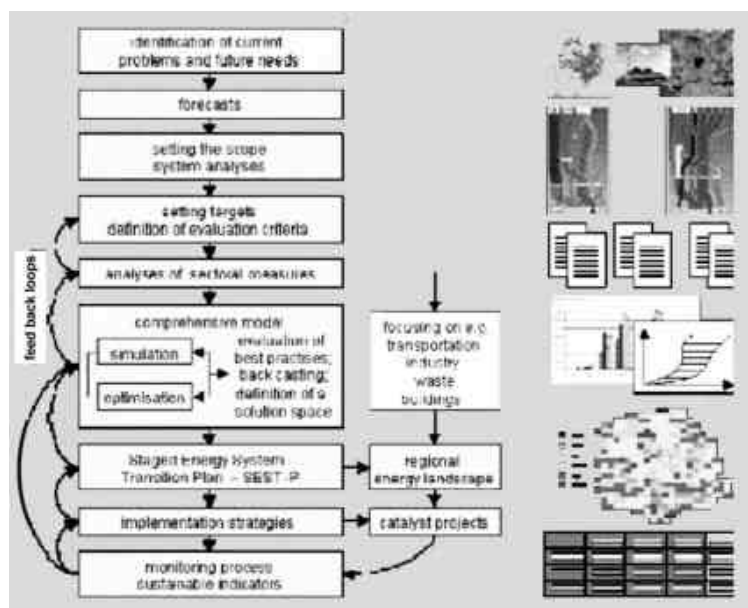 identification of current
problems and future needs
forecasts
setting the scope
system analyses
setting targets
definition of evaluation criteria
analyses of sectoral measures
feed back loops
comprehensive model
simulation
optimisation
evaluation of
best practises;
back casting;
definition of a
solution space
focusing on e.g.
transportation
industry
waste
buildings
Staged Energy System
Transition Plan - SEST-P
regional
energy landscape
implementation strategies
catalyst projects
monitoring process
sustainable indicators